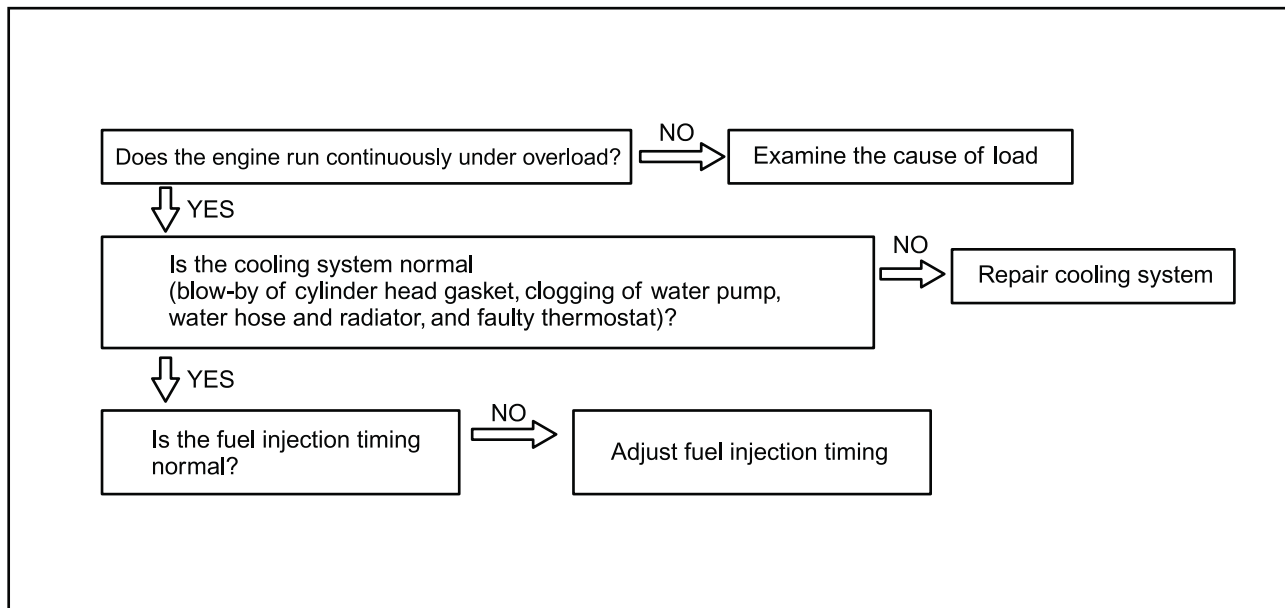 Does the engine run continuously under overload?
NO
Examine the cause of load
YES
Is the cooling system normal
(blow-by of cylinder head gasket, clogging of water pump,
water hose and radiator, and faulty thermostat)?
NO
Repair cooling system
YES
Is the fuel injection timing
normal?
NO
Adjust fuel injection timing